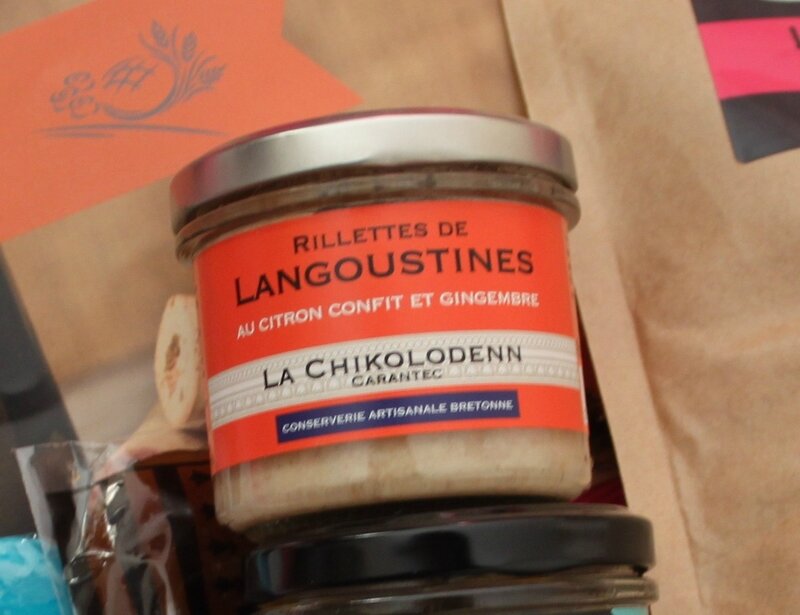 RILLETTES DE
LANGOUSTINES
AU CITRON CONFIT ET GINGEMBRE
LA CHIKOLODENN
CARANTEC
CONSERVERIE ARTISANALE BRETONNE